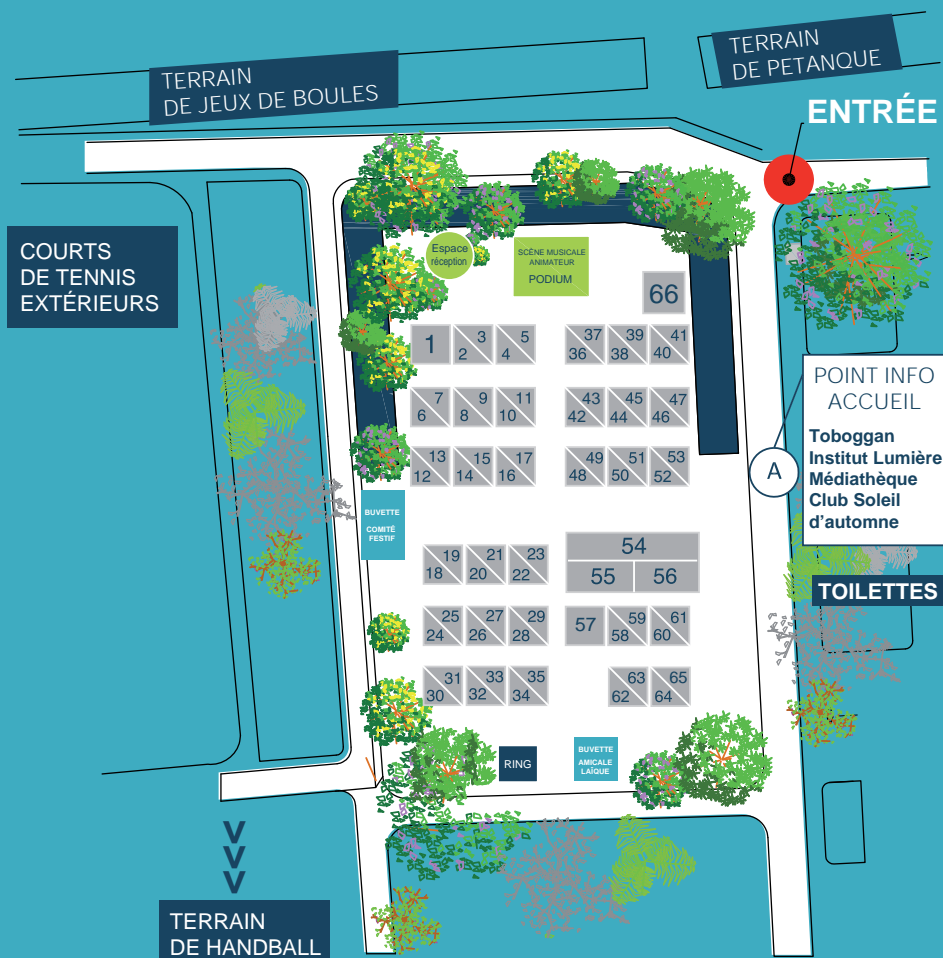 TERRAIN
DE JEUX DE BOULES
TERRAIN
DE PETANQUE
ENTRÉE
COURTS
DE TENNIS
EXTÉRIEURS
Espace
réception
SCÈNE MUSICALE
ANIMATEUR
PODIUM
66
1 3 5
2 4
37 39 41
36 38 40
7 9 11
6 8 10
43 45 47
42 44 46
13 15 17
12 14 16
49 51 53
48 50 52
POINT INFO
ACCUEIL
A
Toboggan
Institut Lumière
Médiathèque
Club Soleil
d'automne
BUVETTE
COMITÉ
FESTIF
19 21 23
18 20 22
54
55 56
TOILETTES
25 27 29
24 26 28
57 59 61
58 60
31 33 35
30 32 34
63 65
62 64
RING
BUVETTE
AMICALE
LAÏQUE
V
V
V
TERRAIN
DE HANDBALL